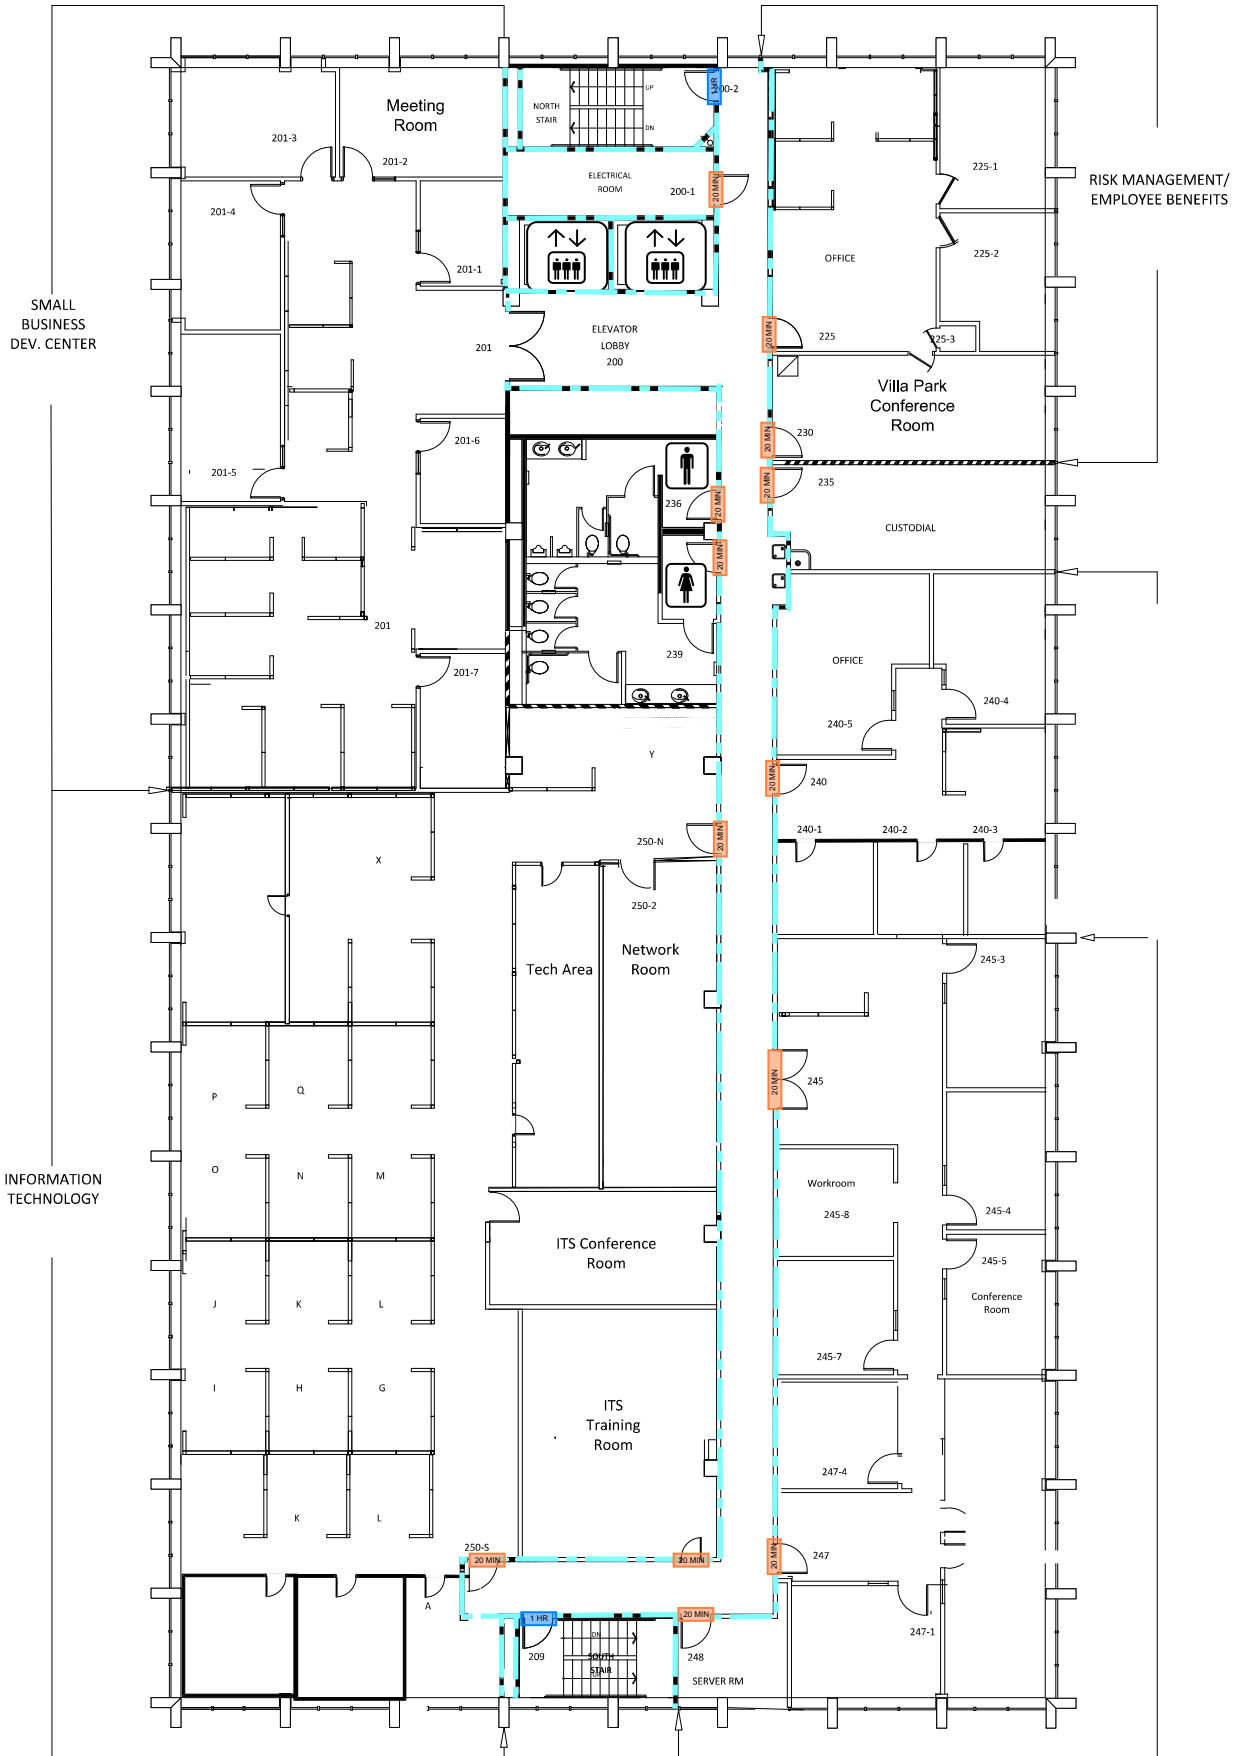 Meeting
Room
201-3
201-2
201-4
201-1
NORTH
STAIR
UP
DN
1 HR
200-2
ELECTRICAL
ROOM
200-1
20 MIN
225-1
225-2
OFFICE
RISK MANAGEMENT/
EMPLOYEE BENEFITS
SMALL
BUSINESS
DEV. CENTER
201
ELEVATOR
LOBBY
200
20 MIN
225
225-3
Villa Park
Conference
Room
20 MIN
230
201-6
201-5
20 MIN
235
236
20 MIN
CUSTODIAL
20 MIN
201
201-7
239
OFFICE
240-4
240-5
Y
20 MIN
240
240-1
240-2
240-3
250-N
20 MIN
X
250-2
Tech Area
Network
Room
245-3
20 MIN
245
P
Q
O
N
M
INFORMATION
TECHNOLOGY
Workroom
245-8
245-4
ITS Conference
Room
245-5
Conference
Room
J
K
L
245-7
I
H
G
ITS
Training
Room
247-4
K
L
250-S
20 MIN
20 MIN
20 MIN
247
A
1 HR
20 MIN
209
DN
SOUTH
STAIR
UP
248
SERVER RM
247-1